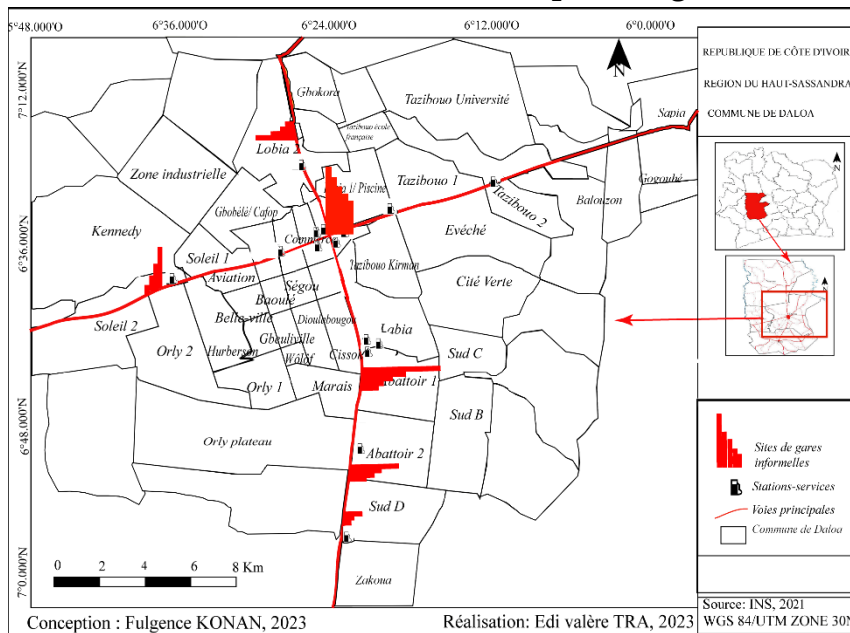 5°48.000'W
6°36.000'O
6°24.000'O
6°12.000'O
6°0.000'O
7°12.000'N
6°36.000'N
6°48.000'N
7°0.000'N
N
Gbokora
Tazibouo Université
Sapia
Tazibouo école
française
Lobia 2
Zone industrielle
Tazibouo 1
Gogouhé
1/ Piscine
Tazibouo 2
Balouzon
Gbobélé/ Cafop
Kennedy
Evéché
Commerce
Soleil 1
Tazibouo Kirman
Aviation
Ségou
Cité Verte
Baoulé
Soleil 2
Belle-ville
Dioulabougou
Gbeuliville
Labia
Orly 2
Hurberson
Wolof
Cissoko
Sud C
Orly 1
Marais
Abattoir 1
Sud B
Orly plateau
Abattoir 2
Sud D
Zakoua
0 2 4 6 8 Km
REPUBLIQUE DE CÔTE D'IVOIRE
REGION DU HAUT-SASSANDRA
COMMUNE DE DALOA
N
N
Sites de gares
informelles
Stations-services
Voies principales
Commune de Daloa
Source: INS, 2021
WGS 84/UTM ZONE 30N
Conception : Fulgence KONAN, 2023
Réalisation: Edi valère TRA, 2023